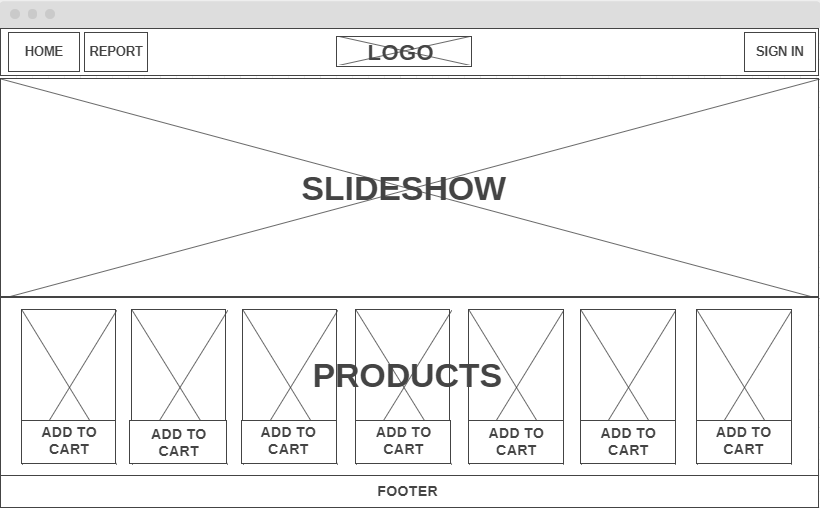 HOME
REPORT
LOGO
SIGN IN
SLIDESHOW
PRODUCTS
ADD TO
CART
ADD TO
CART
ADD TO
CART
ADD TO
CART
ADD TO
CART
ADD TO
CART
ADD TO
CART
FOOTER